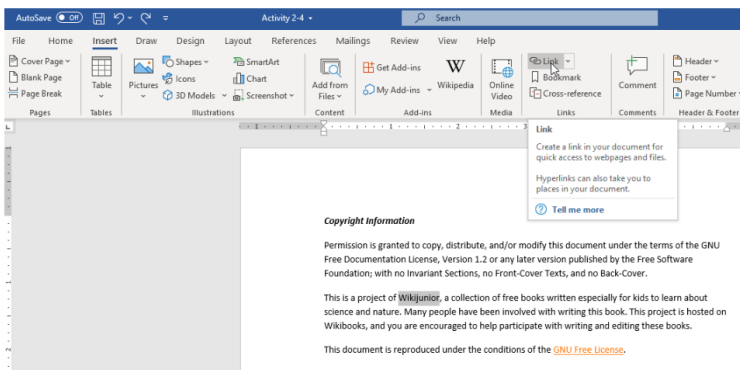 AutoSave Off Activity 2-4 Search
File Home Insert Draw Design Layout References Mailings Review View Help
Cover Page
Blank Page
Page Break
Pages
Table
Tables
Pictures
Shapes
Icons
3D Models
SmartArt
Chart
Screenshot
Illustrations
Add from
Files
Content
Get Add-ins
My Add-ins
W
Wikipedia
Add-ins
Online
Video
Media
Link
Bookmark
Cross-reference
Links
Comment
Comments
Header
Footer
Page Number
Header & Footer
1 1 2 3
Link
Create a link in your document for
quick access to webpages and files.
Hyperlinks can also take you to
places in your document.
Tell me more
Copyright Information
Permission is granted to copy, distribute, and/or modify this document under the terms of the GNU
Free Documentation License, Version 1.2 or any later version published by the Free Software
Foundation; with no Invariant Sections, no Front-Cover Texts, and no Back-Cover.
This is a project of Wikijunior, a collection of free books written especially for kids to learn about
science and nature. Many people have been involved with writing this book. This project is hosted on
Wikibooks, and you are encouraged to help participate with writing and editing these books.
This document is reproduced under the conditions of the GNU Free License.